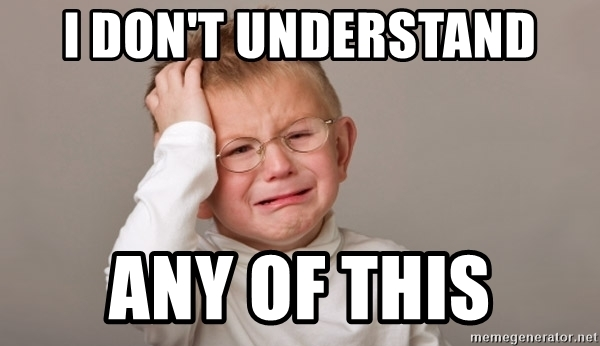 I DON'T UNDERSTAND
ANY OF THIS
memegenerator.net